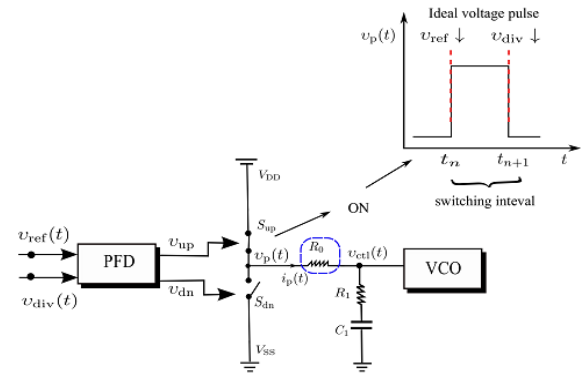 Ideal voltage pulse
υp(t) υref ↓ υdiv ↓
tn tn+1 t
switching inteval
VDD
ON
Sup
υref(t) υup υp(t) R0 υctl(t)
PFD VCO
υdiv(t) υdn Sdn ip(t) R1
C1
VSS